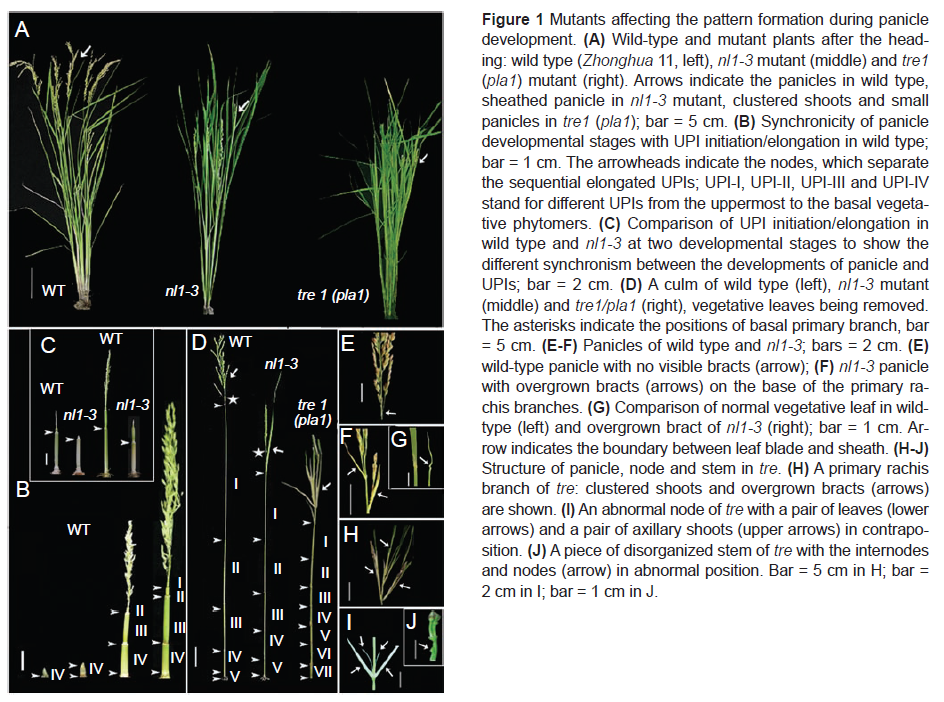 A
WT
nl1-3
tre 1 (pla1)
C
WT
WT
nl1-3
nl1-3
B
WT
IV
IV
II
III
IV
I
II
III
IV
D
WT
nl1-3
tre 1
(pla1)
I
II
III
IV
V
I
II
III
IV
V
I
II
III
IV
V
VI
VII
E
F
G
H
I
J
Figure 1 Mutants affecting the pattern formation during panicle
development. (A) Wild-type and mutant plants after the head-
ing: wild type (Zhonghua 11, left), nl1-3 mutant (middle) and tre1
(pla1) mutant (right). Arrows indicate the panicles in wild type,
sheathed panicle in nl1-3 mutant, clustered shoots and small
panicles in tre1 (pla1); bar = 5 cm. (B) Synchronicity of panicle
developmental stages with UPI initiation/elongation in wild type;
bar = 1 cm. The arrowheads indicate the nodes, which separate
the sequential elongated UPIs; UPI-I, UPI-II, UPI-III and UPI-IV
stand for different UPIs from the uppermost to the basal vegeta-
tive phytomers. (C) Comparison of UPI initiation/elongation in
wild type and nl1-3 at two developmental stages to show the
different synchronism between the developments of panicle and
UPIs; bar = 2 cm. (D) A culm of wild type (left), nl1-3 mutant
(middle) and tre1/pla1 (right), vegetative leaves being removed.
The asterisks indicate the positions of basal primary branch, bar
= 5 cm. (E-F) Panicles of wild type and nl1-3; bars = 2 cm. (E)
wild-type panicle with no visible bracts (arrow); (F) nl1-3 panicle
with overgrown bracts (arrows) on the base of the primary ra-
chis branches. (G) Comparison of normal vegetative leaf in wild-
type (left) and overgrown bract of nl1-3 (right); bar = 1 cm. Ar-
row indicates the boundary between leaf blade and sheath. (H-J)
Structure of panicle, node and stem in tre. (H) A primary rachis
branch of tre: clustered shoots and overgrown bracts (arrows)
are shown. (I) An abnormal node of tre with a pair of leaves (lower
arrows) and a pair of axillary shoots (upper arrows) in contrapo-
sition. (J) A piece of disorganized stem of tre with the internodes
and nodes (arrow) in abnormal position. Bar = 5 cm in H; bar =
2 cm in I; bar = 1 cm in J.